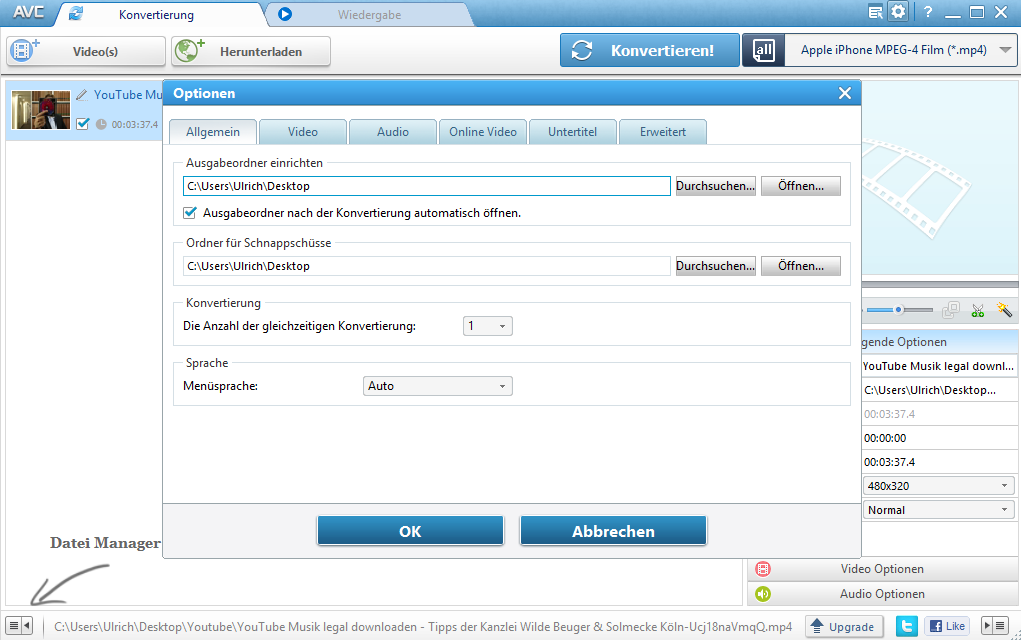 AVE Konvertierung Wiedergabe
Video(s) Herunterladen Konvertieren! all Apple iPhone MPEG-4 Film (*.mp4)
YouTube Mu
00:03:37.4
Optionen
Allgemein Video Audio Online Video Untertitel Erweitert
Ausgabeordner einrichten
C:\Users\Ulrich\Desktop Durchsuchen... Öffnen...
Ausgabeordner nach der Konvertierung automatisch öffnen.
Ordner für Schnappschüsse
C:\Users\Ulrich\Desktop Durchsuchen... Öffnen...
Konvertierung
Die Anzahl der gleichzeitigen Konvertierung: 1
Sprache
Menüsprache: Auto
OK Abbrechen
gende Optionen
YouTube Musik legal downl...
C:\Users\Ulrich\Desktop...
00:03:37.4
00:00:00
00:03:37.4
480x320
Normal
Video Optionen
Audio Optionen
Datei Manager
C:\Users\Ulrich\Desktop\Youtube\YouTube Musik legal downloaden - Tipps der Kanzlei Wilde Beuger & Solmecke Köln-Ucj18naVmqQ.mp4 Upgrade Like